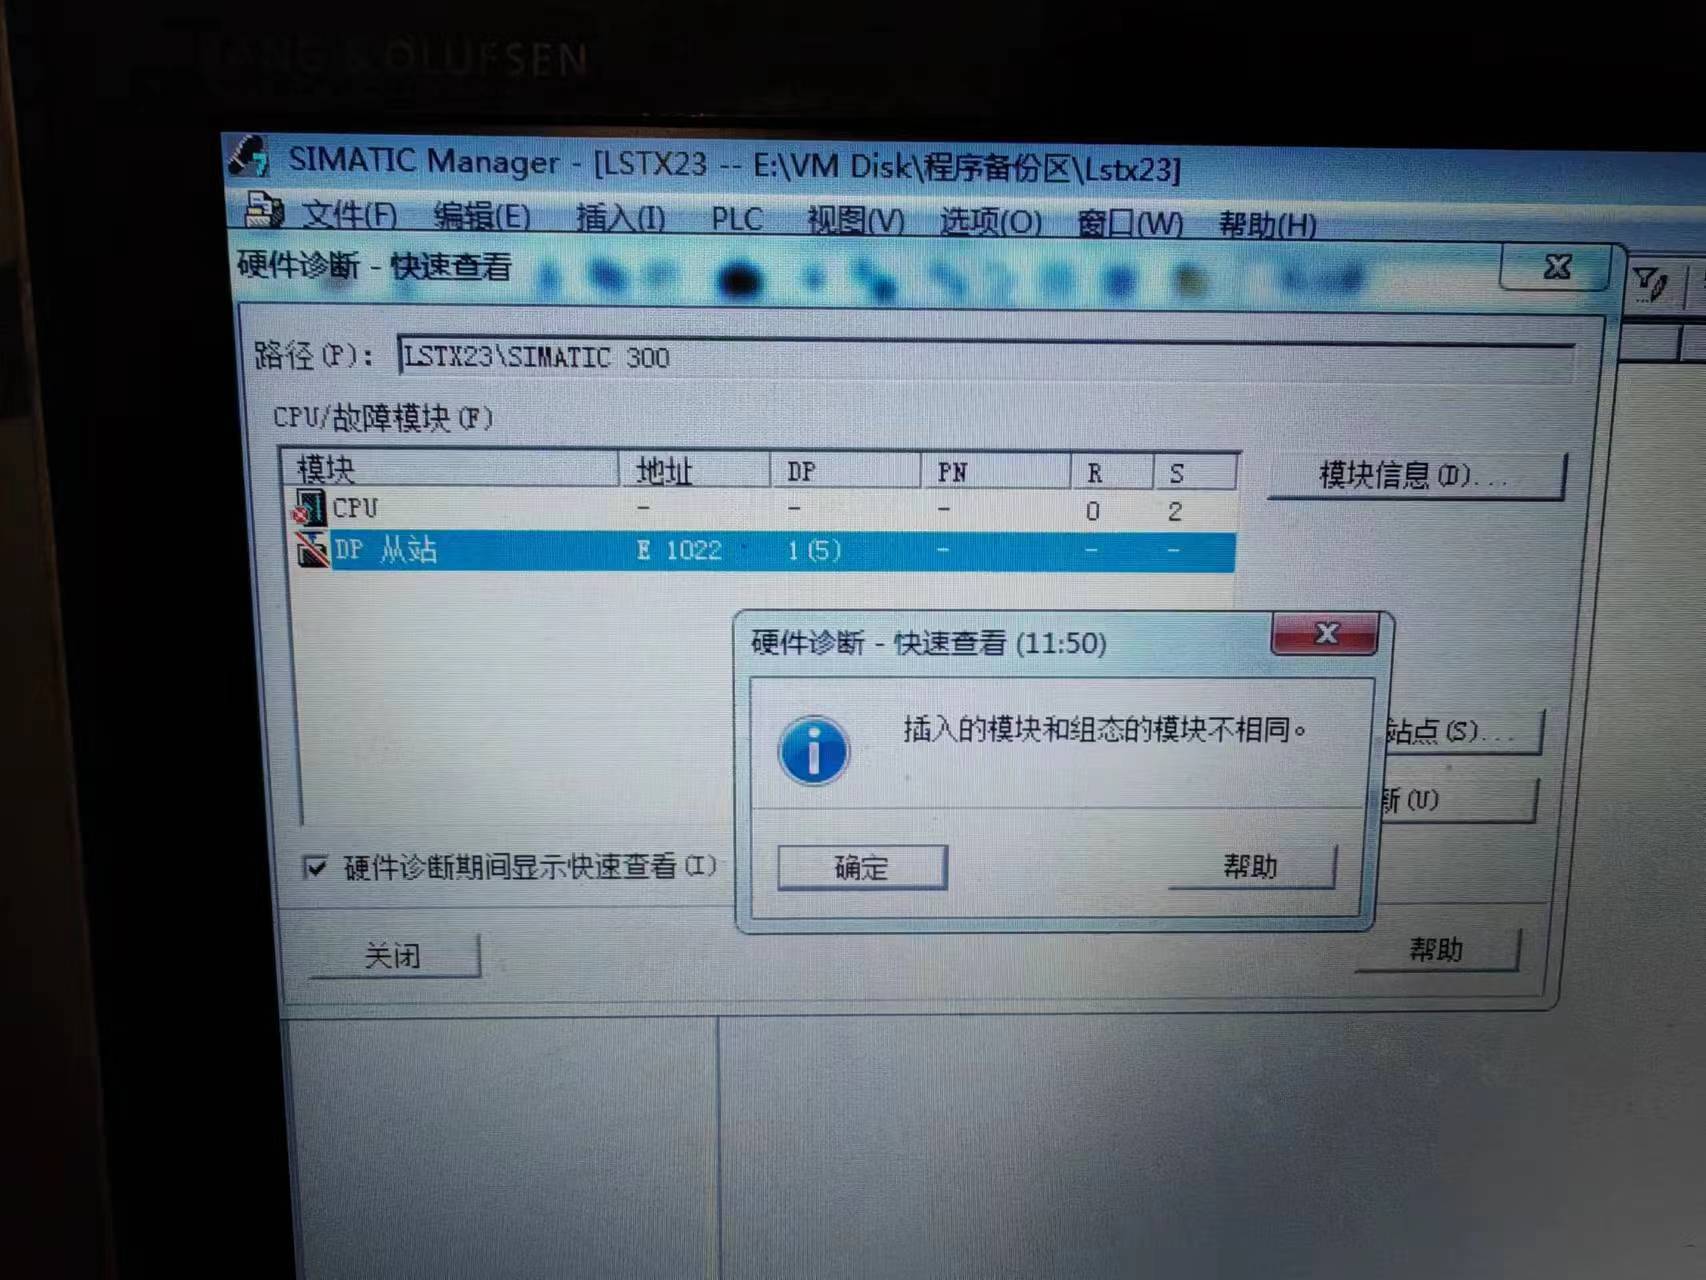 BANG & OLUFSEN
SIMATIC Manager - [LSTX23 -- E:\VM Disk\程序备份区\Lstx23]
文件(F) 编辑(E) 插入(I) PLC 视图(V) 选项(O) 窗口(W) 帮助(H)
硬件诊断 - 快速查看
路径(P): LSTX23\SIMATIC 300
CPU/故障模块(F)
模块 地址 DP PN R S
模块信息(D)...
CPU - - - 0 2
DP 从站 E 1022 1(5) - - -
硬件诊断 - 快速查看 (11:50)
插入的模块和组态的模块不相同。
站点(S)...
新(U)
确定 帮助
硬件诊断期间显示快速查看(I)
关闭 帮助